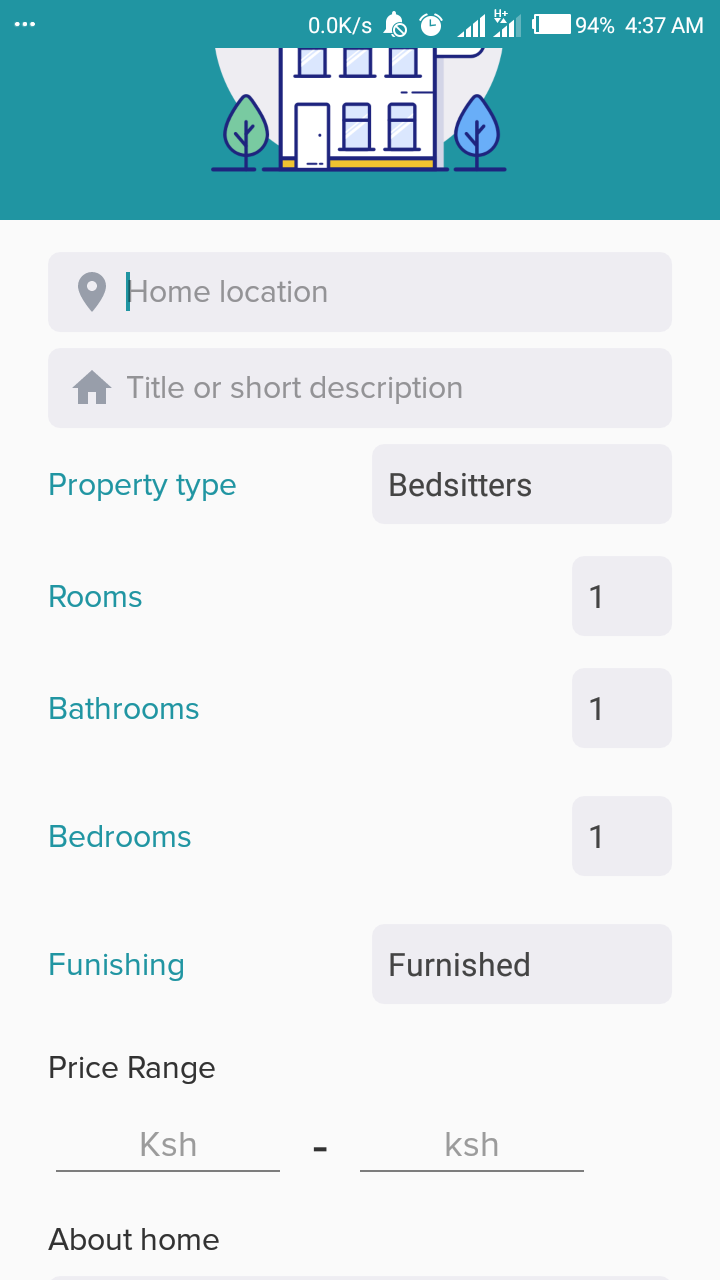 ... 0.0K/s H+ 94% 4:37 AM
Home location
Title or short description
Property type Bedsitters
Rooms 1
Bathrooms 1
Bedrooms 1
Funishing Furnished
Price Range
Ksh - ksh
About home